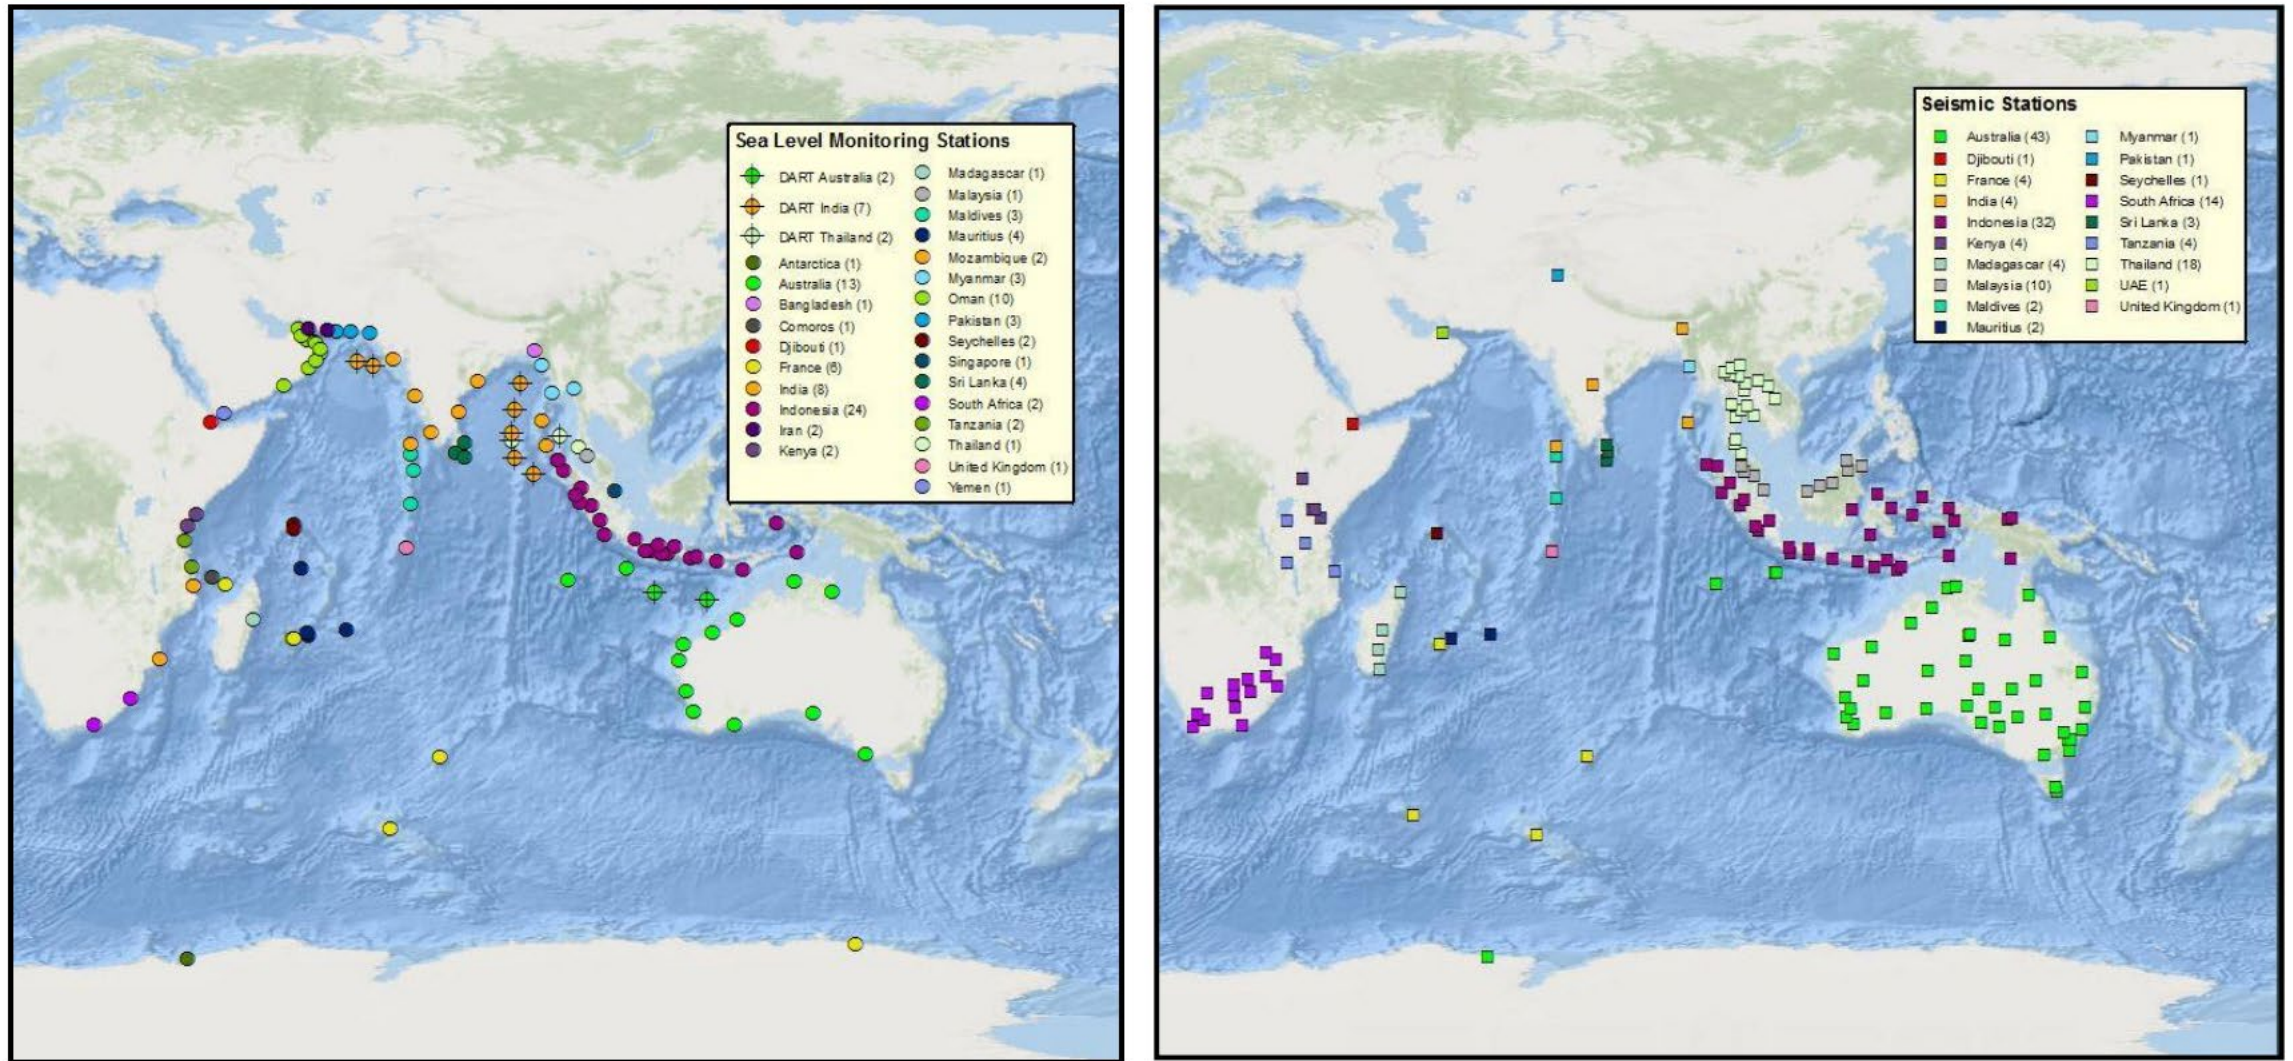 Sea Level Monitoring Stations
DART Australia (2)
DART India (7)
DART Thailand (2)
Antarctica (1)
Australia (13)
Bangladesh (1)
Comoros (1)
Djibouti (1)
France (6)
India (8)
Indonesia (24)
Iran (2)
Kenya (2)
Madagascar (1)
Malaysia (1)
Maldives (3)
Mauritius (4)
Mozambique (2)
Myanmar (3)
Oman (10)
Pakistan (3)
Seychelles (2)
Singapore (1)
Sri Lanka (4)
South Africa (2)
Tanzania (2)
Thailand (1)
United Kingdom (1)
Yemen (1)
Seismic Stations
Australia (43)
Djibouti (1)
France (4)
India (4)
Indonesia (32)
Kenya (4)
Madagascar (4)
Malaysia (10)
Maldives (2)
Mauritius (2)
Myanmar (1)
Pakistan (1)
Seychelles (1)
South Africa (14)
Sri Lanka (3)
Tanzania (4)
Thailand (18)
UAE (1)
United Kingdom (1)